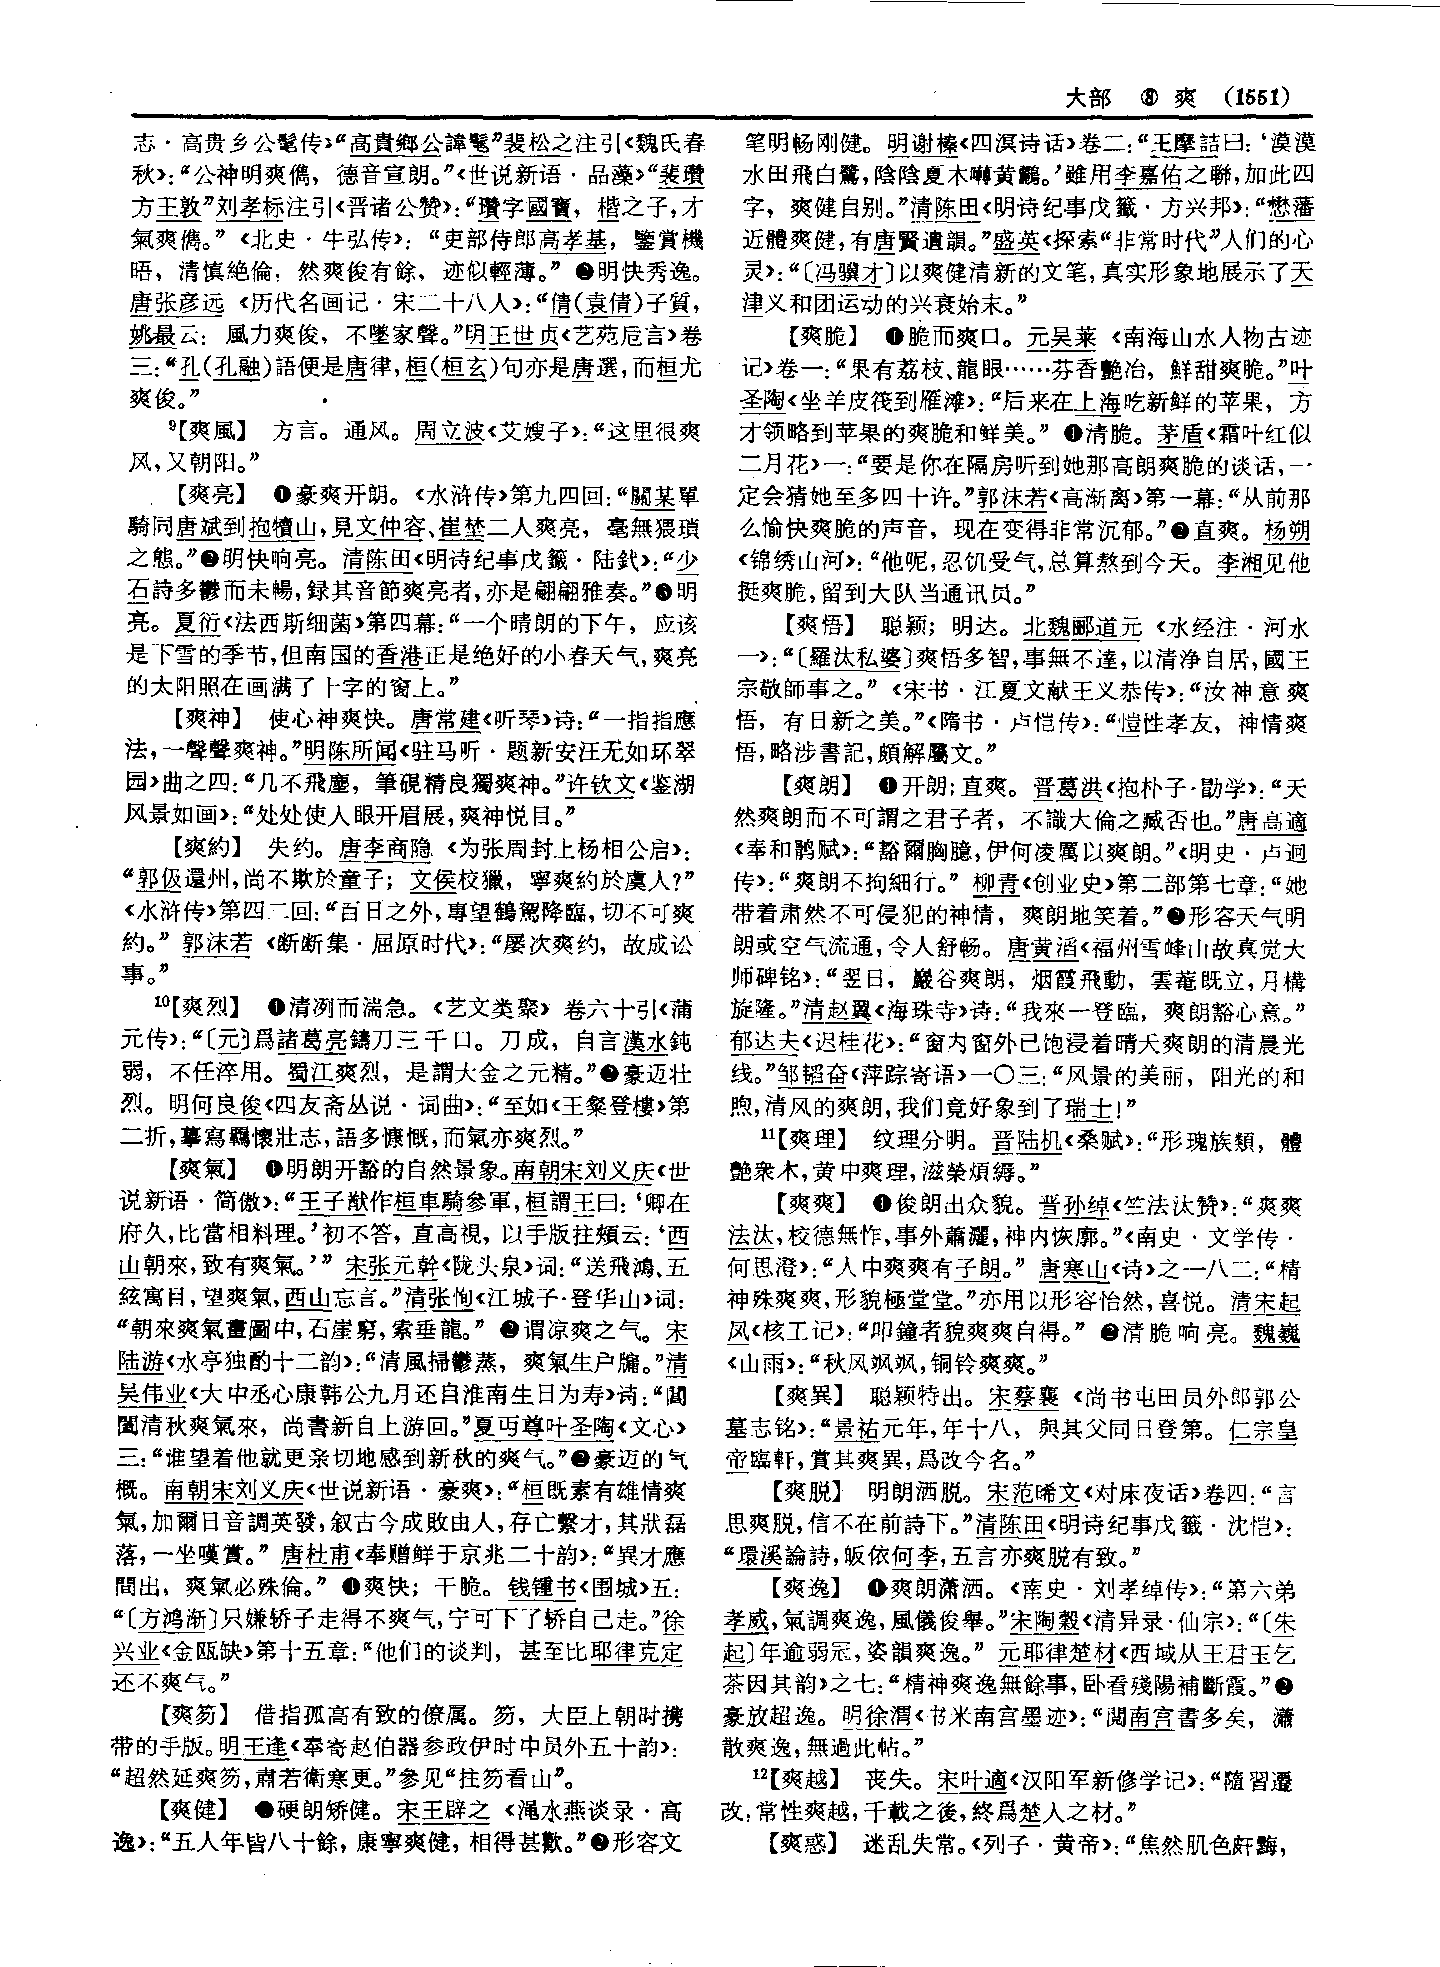 大部 ⑧ 爽 (1551)
志·高贵乡公髦传》“高貴鄉公諱髦”裴松之注引《魏氏春
秋》：“公神明爽儁，德音宣朗。”《世说新语·品藻》“裴瓚
方王敦”刘孝标注引《晋诸公赞》：“瓚字國寶，楷之子，才
氣爽儁。”《北史·牛弘传》：“吏部侍郎高孝基，鑒賞機
晤，清慎絶倫，然爽俊有餘，迹似輕薄。”❷明快秀逸。
唐张彦远《历代名画记·宋二十八人》：“倩(袁倩)子質，
姚最云：風力爽俊，不墜家聲。”明王世贞《艺苑卮言》卷
三：“孔(孔融)語便是唐律，桓(桓玄)句亦是唐選，而桓尤
爽俊。”
9【爽風】 方言。通风。周立波《艾嫂子》：“这里很爽
风，又朝阳。”
【爽亮】 ❶豪爽开朗。《水浒传》第九四回：“關某單
騎同唐斌到抱犢山，見文仲容、崔埜二人爽亮，毫無猥瑣
之態。”❷明快响亮。清陈田《明诗纪事戊籤·陆釴》：“少
石詩多鬱而未暢，録其音節爽亮者，亦是翩翩雅奏。”❸明
亮。夏衍《法西斯细菌》第四幕：“一个晴朗的下午，应该
是下雪的季节，但南国的香港正是绝好的小春天气，爽亮
的太阳照在画满了十字的窗上。”
【爽神】 使心神爽快。唐常建《听琴》诗：“一指指應
法，一聲聲爽神。”明陈所闻《驻马听·题新安汪无如环翠
园》曲之四：“几不飛塵，筆硯精良獨爽神。”许钦文《鉴湖
风景如画》：“处处使人眼开眉展，爽神悦目。”
【爽約】 失约。唐李商隐《为张周封上杨相公启》：
“郭伋還州，尚不欺於童子；文侯校獵，寧爽約於虞人？”
《水浒传》第四二回：“百日之外，專望鶴駕降臨，切不可爽
約。”郭沫若《断断集·屈原时代》：“屡次爽约，故成讼
事。”
10【爽烈】 ❶清冽而湍急。《艺文类聚》卷六十引《蒲
元传》：“〔元〕爲諸葛亮鑄刀三千口。刀成，自言漢水鈍
弱，不任淬用。蜀江爽烈，是謂大金之元精。”❷豪迈壮
烈。明何良俊《四友斋丛说·词曲》：“至如《王粲登樓》第
二折，摹寫羈懷壯志，語多慷慨，而氣亦爽烈。”
【爽氣】 ❶明朗开豁的自然景象。南朝宋刘义庆《世
说新语·简傲》：“王子猷作桓車騎參軍，桓謂王曰：‘卿在
府久，比當相料理。’初不答，直高視，以手版拄頰云：‘西
山朝來，致有爽氣。’”宋张元幹《陇头泉》词：“送飛鴻、五
絃寓目，望爽氣，西山忘言。”清张恂《江城子·登华山》词：
“朝來爽氣畫圖中，石崖窮，索垂龍。”❷谓凉爽之气。宋
陆游《水亭独酌十二韵》：“清風掃鬱蒸，爽氣生户牖。”清
吴伟业《大中丞心康韩公九月还自淮南生日为寿》诗：“閶
闔清秋爽氣來，尚書新自上游回。”夏丏尊叶圣陶《文心》
三：“谁望着他就更亲切地感到新秋的爽气。”❸豪迈的气
概。南朝宋刘义庆《世说新语·豪爽》：“桓既素有雄情爽
氣，加爾日音調英發，叙古今成敗由人，存亡繫才，其狀磊
落，一坐嘆賞。”唐杜甫《奉赠鲜于京兆二十韵》：“異才應
間出，爽氣必殊倫。”❹爽快；干脆。钱锺书《围城》五：
“〔方鸿渐〕只嫌轿子走得不爽气，宁可下了轿自己走。”徐
兴业《金瓯缺》第十五章：“他们的谈判，甚至比耶律克定
还不爽气。”
【爽笏】 借指孤高有致的僚属。笏，大臣上朝时携
带的手版。明王逢《奉寄赵伯器参政伊时中员外五十韵》：
“超然延爽笏，肅若衛寒更。”参见“拄笏看山”。
【爽健】 ❶硬朗矫健。宋王辟之《渑水燕谈录·高
逸》：“五人年皆八十餘，康寧爽健，相得甚歡。”❷形容文
笔明畅刚健。明谢榛《四溟诗话》卷二：“王摩詰曰：‘漠漠
水田飛白鷺，陰陰夏木囀黄鸝。’雖用李嘉佑之聯，加此四
字，爽健自别。”清陈田《明诗纪事戊籤·方兴邦》：“懋藩
近體爽健，有唐賢遺韻。”盛英《探索“非常时代”人们的心
灵》：“〔冯骥才〕以爽健清新的文笔，真实形象地展示了天
津义和团运动的兴衰始末。”
【爽脆】 ❶脆而爽口。元吴莱《南海山水人物古迹
记》卷一：“果有荔枝、龍眼……芬香艷冶，鮮甜爽脆。”叶
圣陶《坐羊皮筏到雁滩》：“后来在上海吃新鲜的苹果，方
才领略到苹果的爽脆和鲜美。”❶清脆。茅盾《霜叶红似
二月花》一：“要是你在隔房听到她那高朗爽脆的谈话，一
定会猜她至多四十许。”郭沫若《高渐离》第一幕：“从前那
么愉快爽脆的声音，现在变得非常沉郁。”❷直爽。杨朔
《锦绣山河》：“他呢，忍饥受气，总算熬到今天。李湘见他
挺爽脆，留到大队当通讯员。”
【爽悟】 聪颖；明达。北魏郦道元《水经注·河水
一》：“〔羅汰私婆〕爽悟多智，事無不達，以清净自居，國王
宗敬師事之。”《宋书·江夏文献王义恭传》：“汝神意爽
悟，有日新之美。”《隋书·卢恺传》：“愷性孝友，神情爽
悟，略涉書記，頗解屬文。”
【爽朗】 ❶开朗；直爽。晋葛洪《抱朴子·勖学》：“天
然爽朗而不可謂之君子者，不識大倫之臧否也。”唐高適
《奉和鹘赋》：“豁爾胸臆，伊何凌厲以爽朗。”《明史·卢迥
传》：“爽朗不拘細行。”柳青《创业史》第二部第七章：“她
带着肃然不可侵犯的神情，爽朗地笑着。”❷形容天气明
朗或空气流通，令人舒畅。唐黄滔《福州雪峰山故真觉大
师碑铭》：“翌日，巖谷爽朗，烟霞飛動，雲菴既立，月構
旋隆。”清赵翼《海珠寺》诗：“我來一登臨，爽朗豁心意。”
郁达夫《迟桂花》：“窗内窗外已饱浸着晴天爽朗的清晨光
线。”邹韬奋《萍踪寄语》一〇三：“风景的美丽，阳光的和
煦，清风的爽朗，我们竟好象到了瑞士！”
11【爽理】 纹理分明。晋陆机《桑赋》：“形瑰族類，體
艷衆木，黄中爽理，滋榮煩縟。”
【爽爽】 ❶俊朗出众貌。晋孙绰《竺法汰赞》：“爽爽
法汰，校德無怍，事外蕭灑，神内恢廓。”《南史·文学传·
何思澄》：“人中爽爽有子朗。”唐寒山《诗》之一八二：“精
神殊爽爽，形貌極堂堂。”亦用以形容怡然，喜悦。清宋起
凤《核工记》：“叩鐘者貌爽爽自得。”❷清脆响亮。魏巍
《山雨》：“秋风飒飒，铜铃爽爽。”
【爽異】 聪颖特出。宋蔡襄《尚书屯田员外郎郭公
墓志铭》：“景祐元年，年十八，與其父同日登第。仁宗皇
帝臨軒，賞其爽異，爲改今名。”
【爽脱】 明朗洒脱。宋范晞文《对床夜话》卷四：“言
思爽脱，信不在前詩下。”清陈田《明诗纪事戊籤·沈恺》：
“環溪論詩，皈依何李，五言亦爽脱有致。”
【爽逸】 ❶爽朗潇洒。《南史·刘孝绰传》：“第六弟
孝威，氣調爽逸，風儀俊舉。”宋陶穀《清异录·仙宗》：“〔朱
起〕年逾弱冠，姿韻爽逸。”元耶律楚材《西域从王君玉乞
茶因其韵》之七：“精神爽逸無餘事，卧看殘陽補斷霞。”❷
豪放超逸。明徐渭《书米南宫墨迹》：“閲南宫書多矣，瀟
散爽逸，無過此帖。”
12【爽越】 丧失。宋叶適《汉阳军新修学记》：“隨習遷
改，常性爽越，千載之後，終爲楚人之材。”
【爽惑】 迷乱失常。《列子·黄帝》：“焦然肌色皯黣，